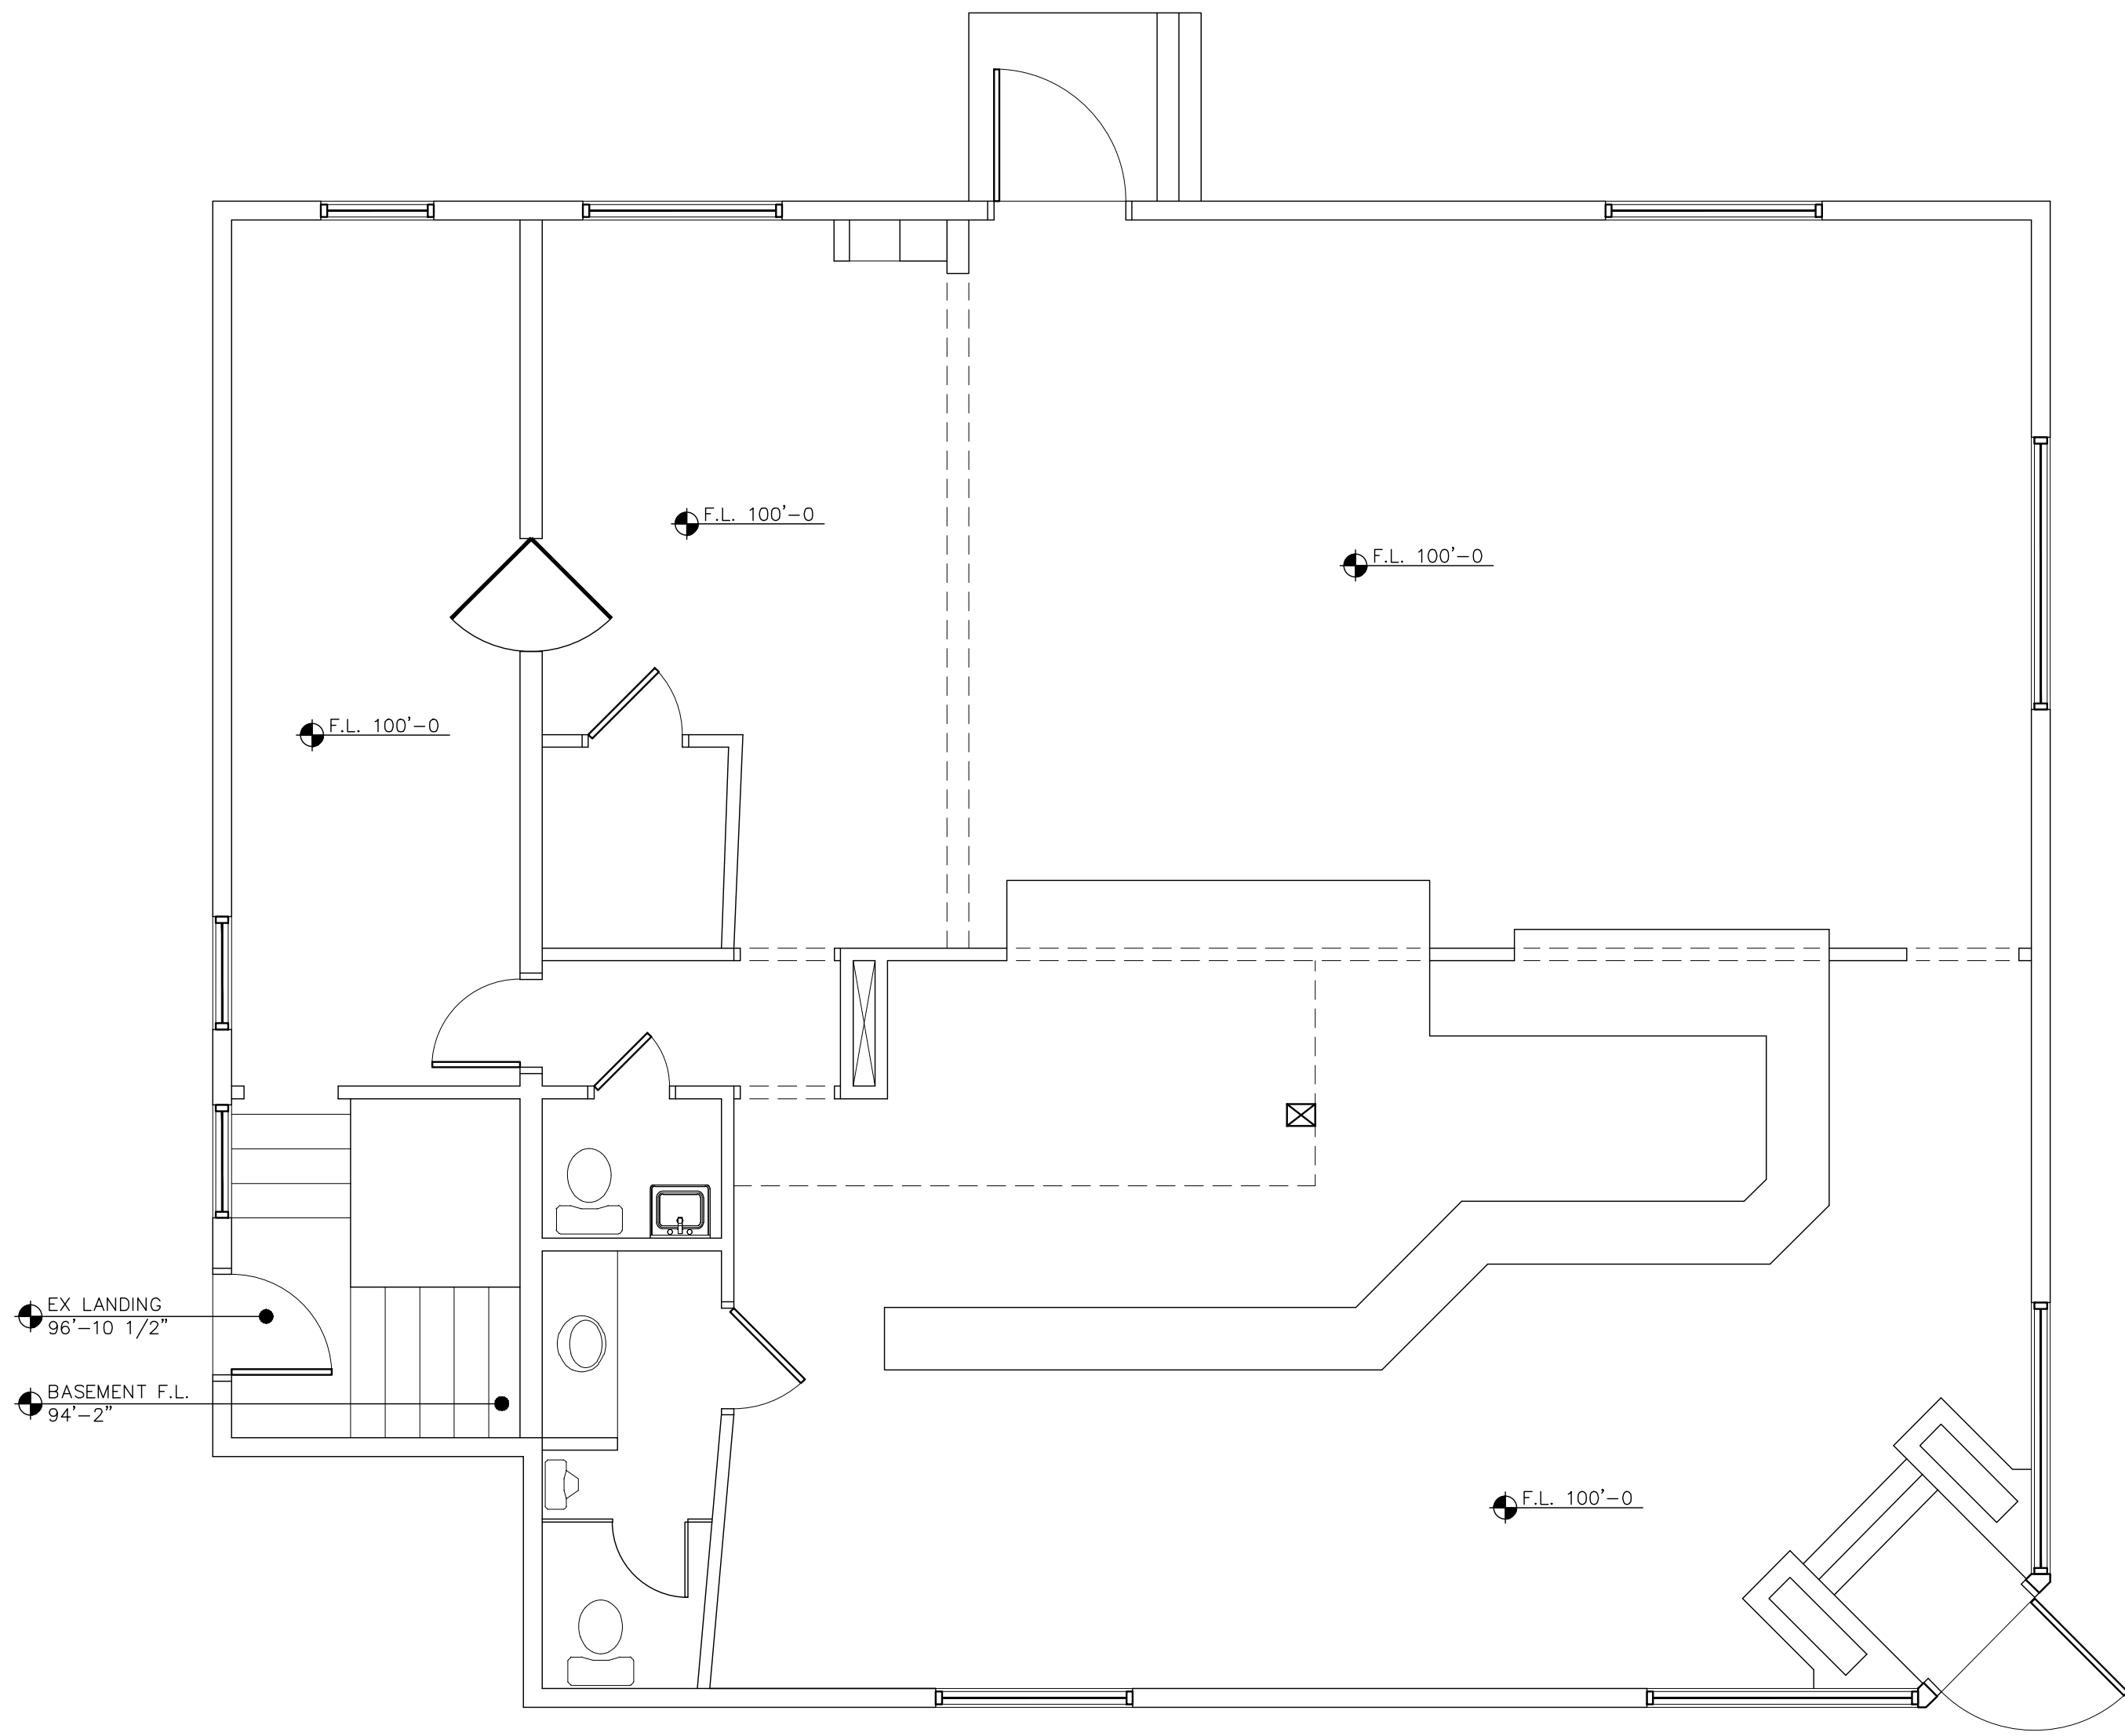 F.L. 100'-0
F.L. 100'-0
F.L. 100'-0
EX LANDING
96'-10 1/2"
BASEMENT F.L.
94'-2"
F.L. 100'-0